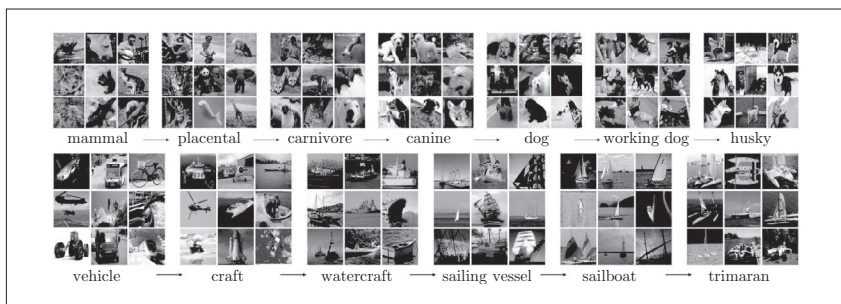 mammal placental carnivore canine dog working dog husky
vehicle craft watercraft sailing vessel sailboat trimaran